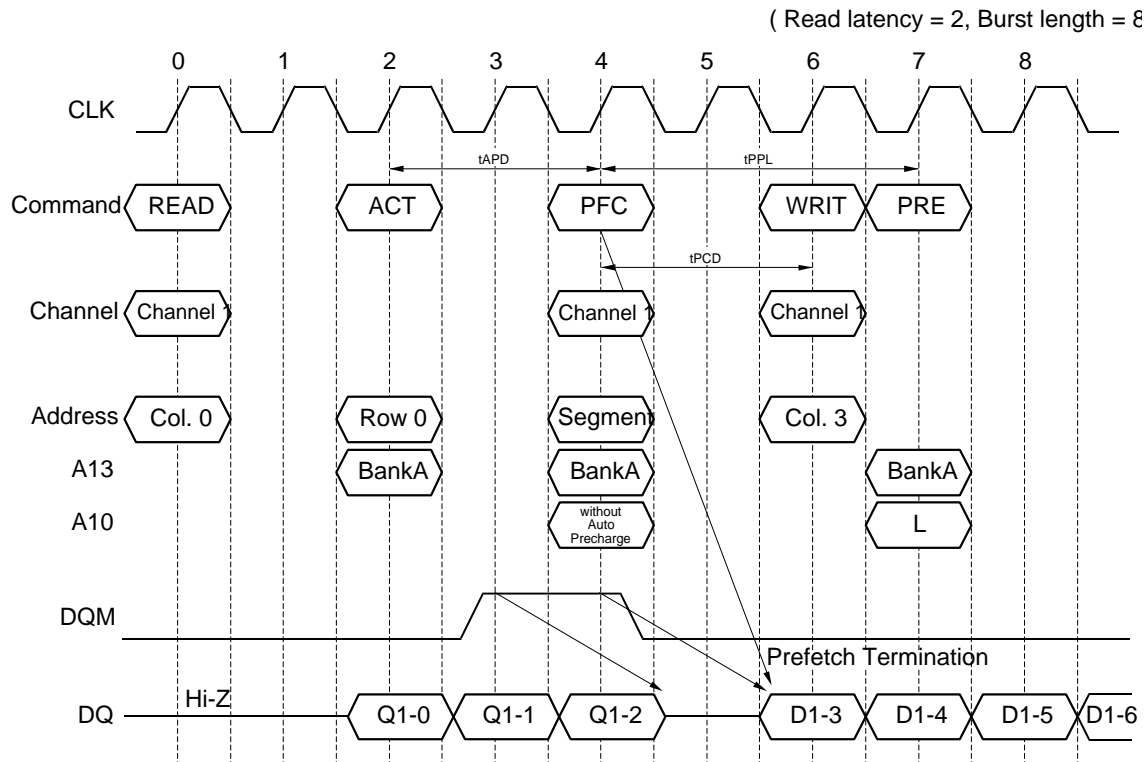 ( Read latency = 2, Burst length = 8
0 1 2 3 4 5 6 7 8
CLK
tAPD tPPL
Command READ ACT PFC WRIT PRE
tPCD
Channel Channel 1 Channel 1 Channel 1
Address Col. 0 Row 0 Segment Col. 3
A13 BankA BankA BankA
A10 without Auto Precharge L
DQM
Prefetch Termination
Hi-Z
DQ Q1-0 Q1-1 Q1-2 D1-3 D1-4 D1-5 D1-6